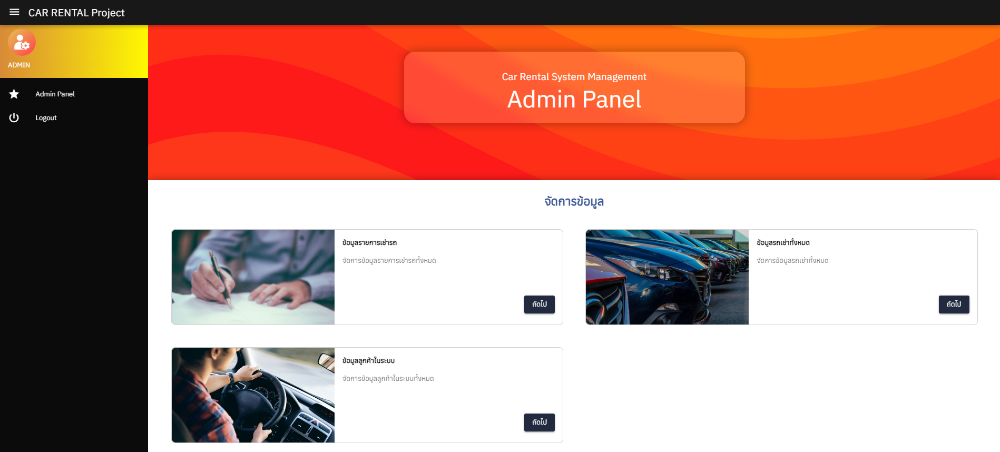 CAR RENTAL Project
ADMIN
Admin Panel
Logout
Car Rental System Management
Admin Panel
จัดการข้อมูล
ข้อมูลรายการเช่ารถ
จัดการข้อมูลรายการเช่ารถทั้งหมด
ถัดไป
ข้อมูลรถเช่าทั้งหมด
จัดการข้อมูลรถเช่าทั้งหมด
ถัดไป
ข้อมูลลูกค้าในระบบ
จัดการข้อมูลลูกค้าในระบบทั้งหมด
ถัดไป